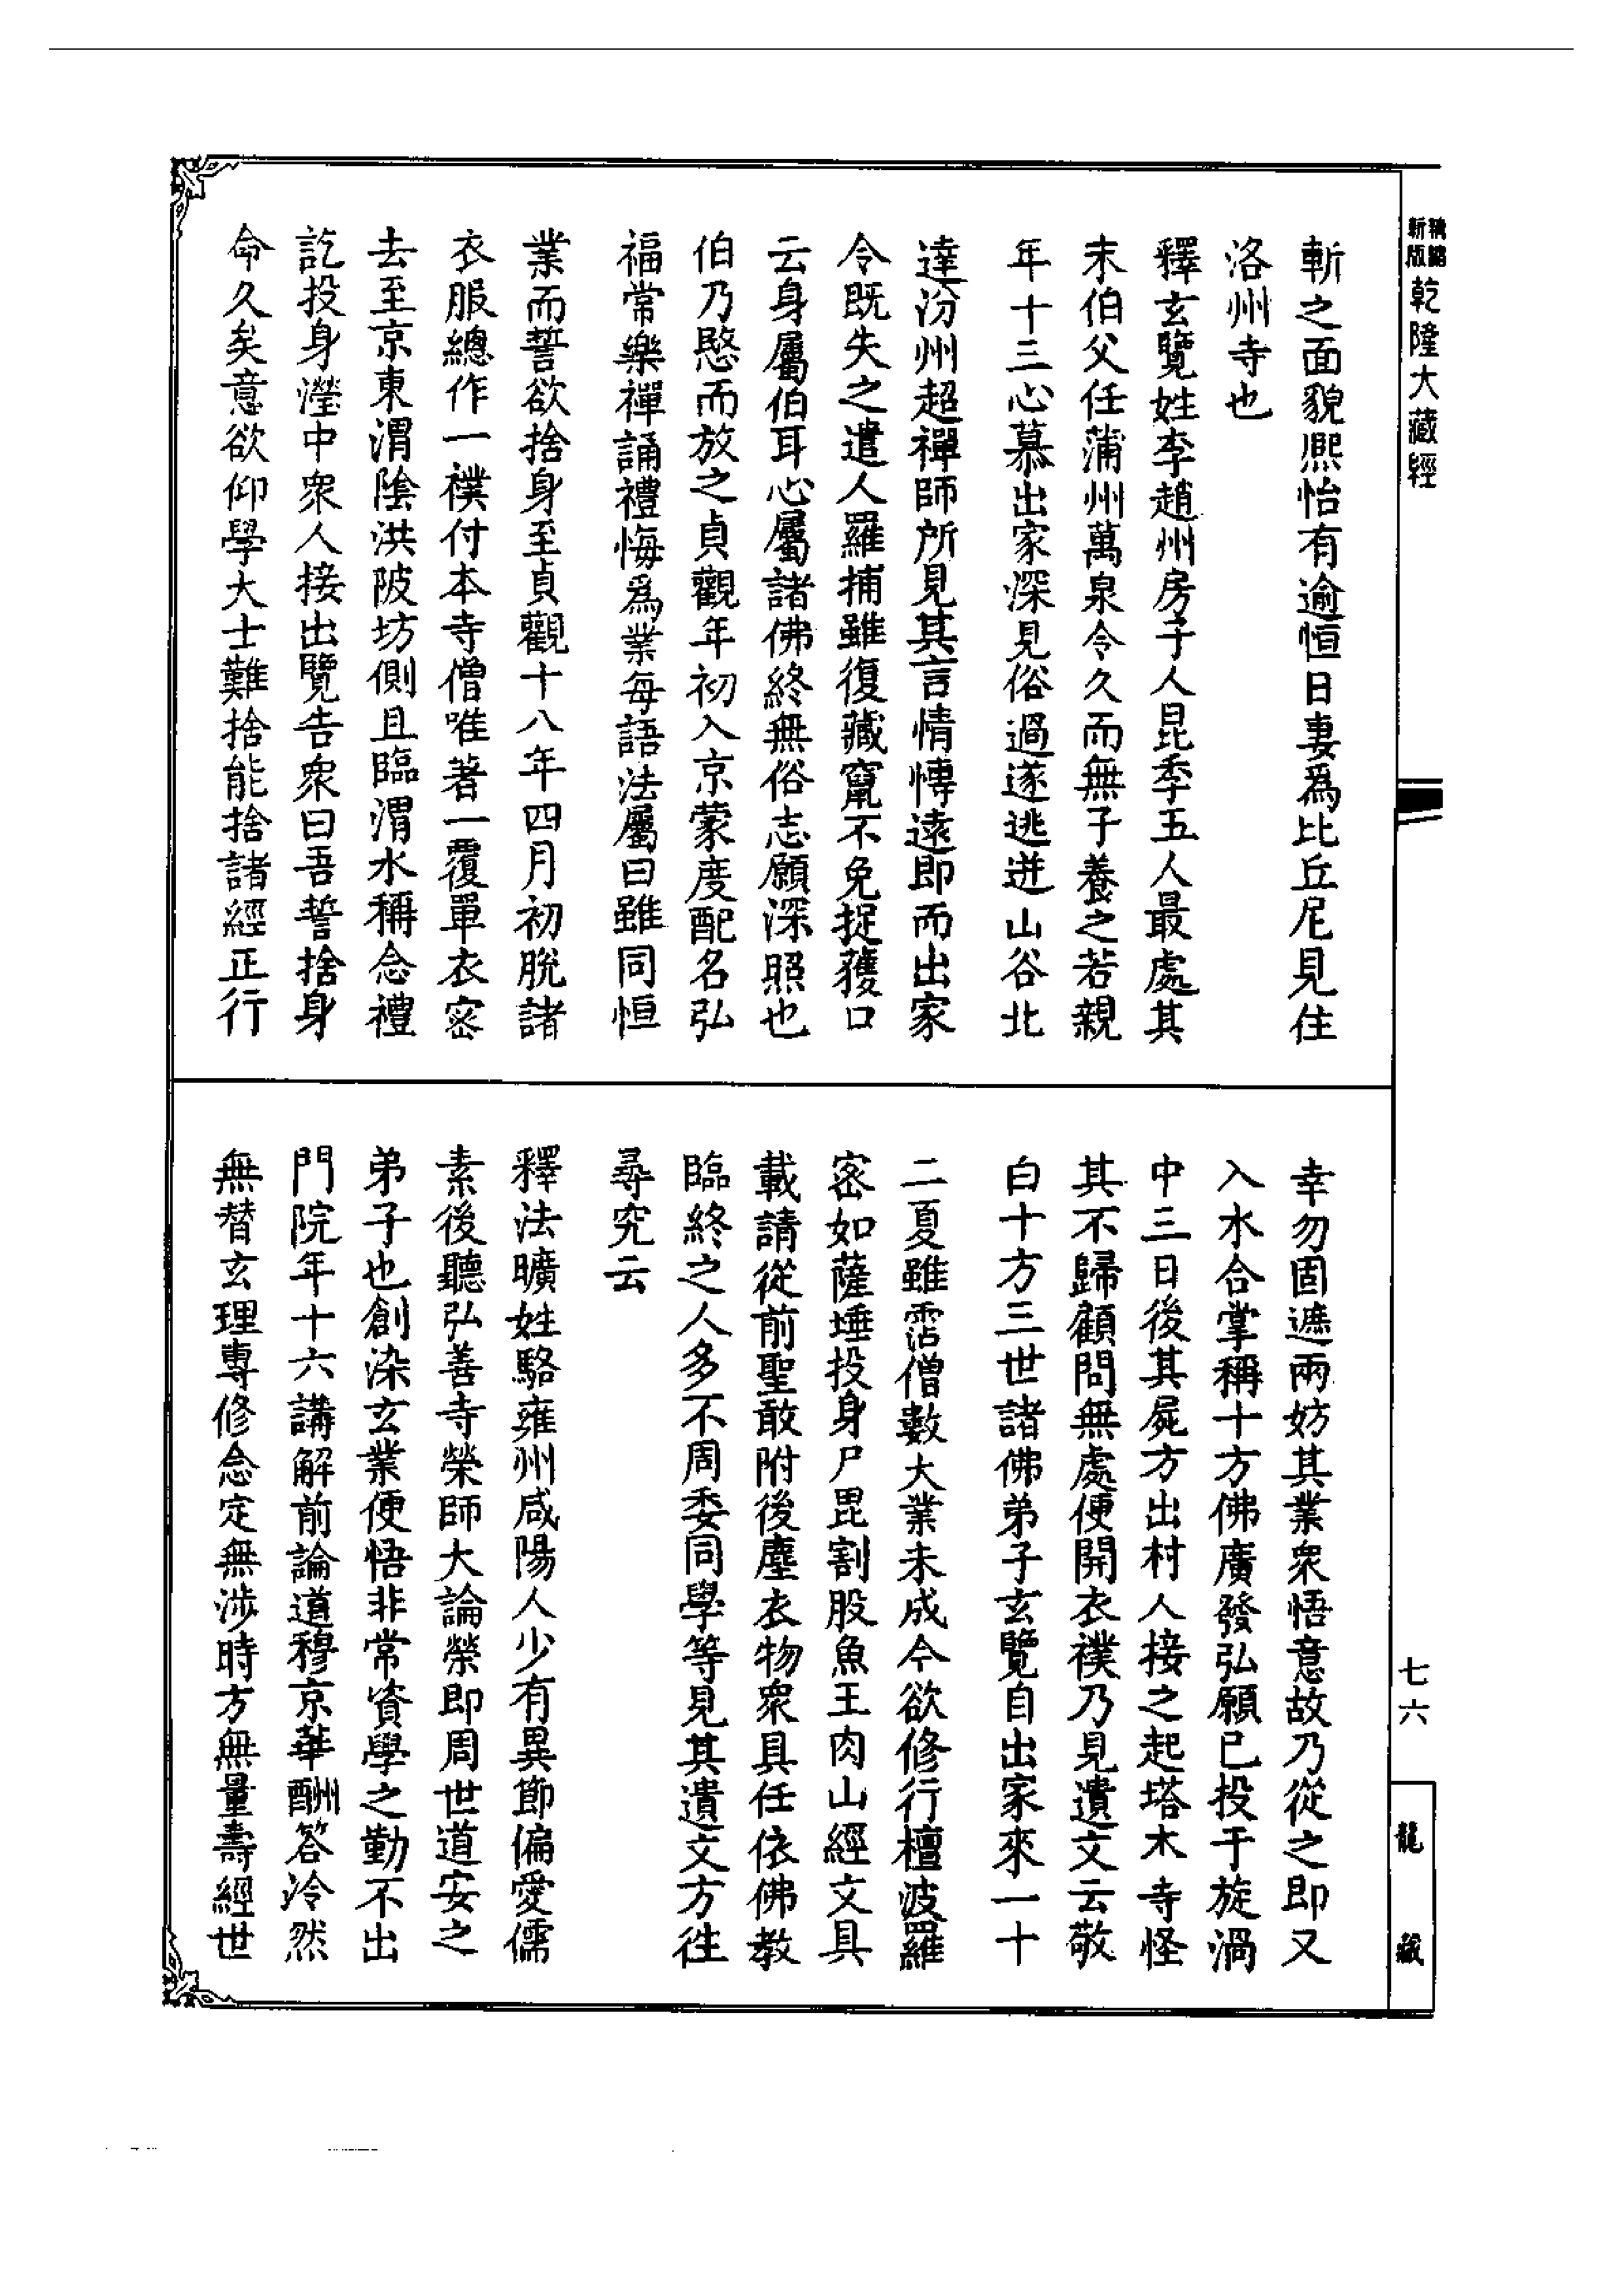 新版精縮
乾隆大藏經
斬之面貌熈怡有逾恒日妻爲比丘尼見住
洛州寺也
釋玄覽姓李趙州房子人昆季五人最處其
末伯父任蒲州萬泉令久而無子養之若親
年十三心慕出家深見俗過遂逃迸山谷北
達汾州超禪師所見其言情慱遠即而出家
令既失之遣人羅捕雖復藏竄不免捉獲口
云身屬伯耳心屬諸佛終無俗志願深照也
伯乃愍而放之貞觀年初入京蒙度配名弘
福常樂禪誦禮悔爲業每語法屬曰雖同恒
業而誓欲捨身至貞觀十八年四月初脫諸
衣服總作一襆付本寺僧唯著一覆單衣密
去至京東渭陰洪陂坊側且臨渭水稱念禮
訖投身瀅中衆人接出覽告衆曰吾誓捨身
命久矣意欲仰學大士難捨能捨諸經正行
幸勿固遮兩妨其業衆悟意故乃從之即又
入水合掌稱十方佛廣發弘願已投于旋渦
中三日後其屍方出村人接之起塔木寺怪
其不歸顧問無處便開衣襆乃見遺文云敬
白十方三世諸佛弟子玄覽自出家來一十
二夏雖霑僧數大業未成今欲修行檀波羅
密如薩埵投身尸毘割股魚王肉山經文具
載請從前聖敢附後塵衣物衆具任依佛教
臨終之人多不周委同學等見其遺文方往
尋究云
釋法曠姓駱雍州咸陽人少有異節偏愛儒
素後聽弘善寺榮師大論榮即周世道安之
弟子也創染玄業便悟非常資學之勤不出
門院年十六講解前論道穆京華酬答泠然
無替玄理專修念定無涉時方無量壽經世
七六
龍藏